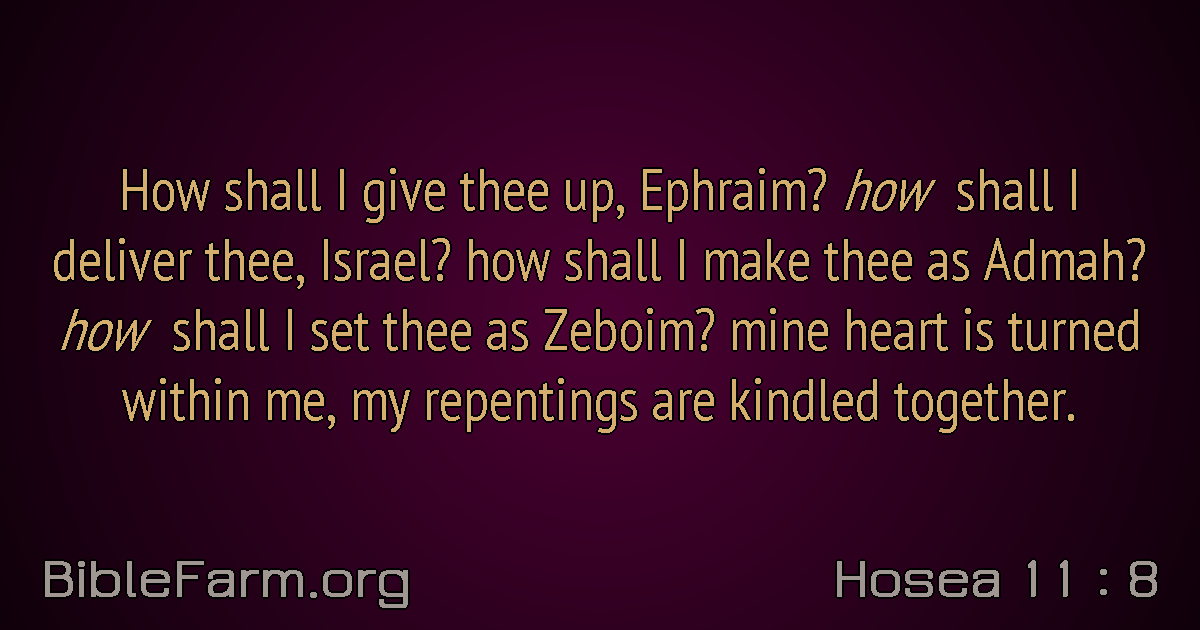 How shall I give thee up, Ephraim? how shall I
deliver thee, Israel? how shall I make thee as Admah?
how shall I set thee as Zeboim? mine heart is turned
within me, my repentings are kindled together.
BibleFarm.org
Hosea 11 : 8